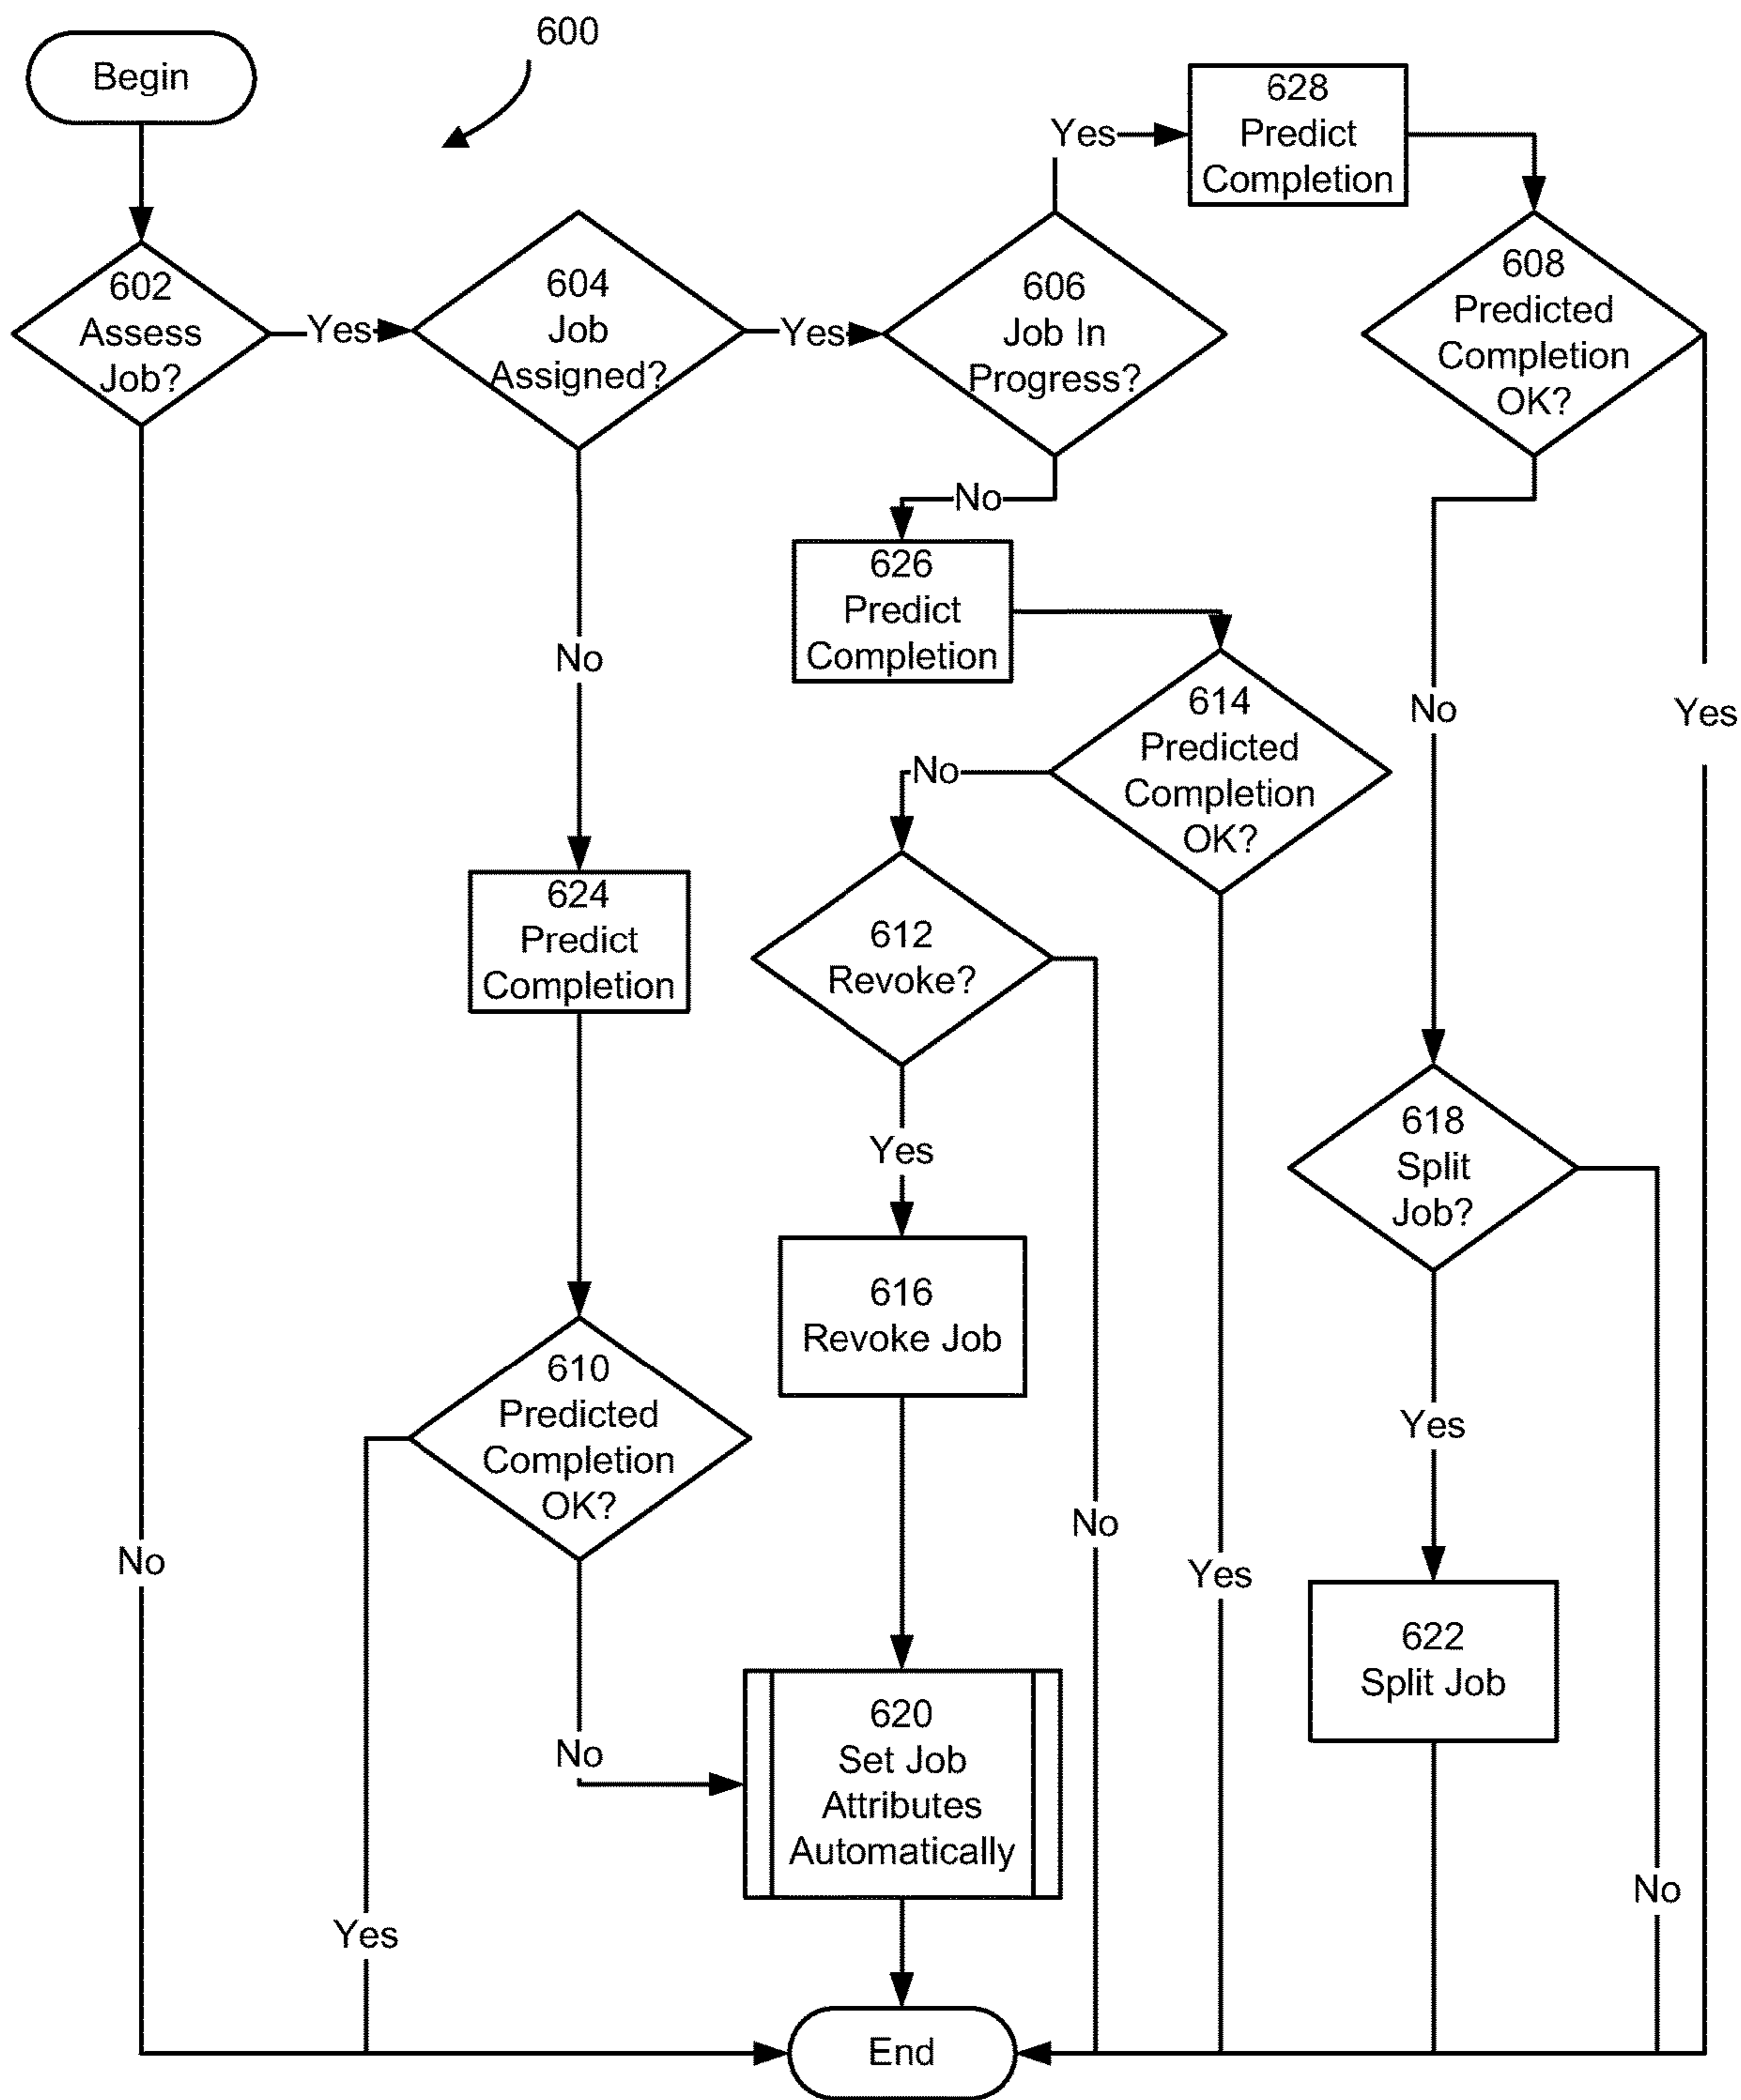 600
Begin
628
Predict
Completion
Yes
602
Assess
Job?
Yes
604
Job
Assigned?
Yes
606
Job In
Progress?
608
Predicted
Completion
OK?
No
626
Predict
Completion
No
614
Predicted
Completion
OK?
No
Yes
No
624
Predict
Completion
612
Revoke?
Yes
618
Split
Job?
616
Revoke Job
610
Predicted
Completion
OK?
Yes
No
No
Yes
622
Split Job
620
Set Job
Attributes
Automatically
No
No
Yes
End